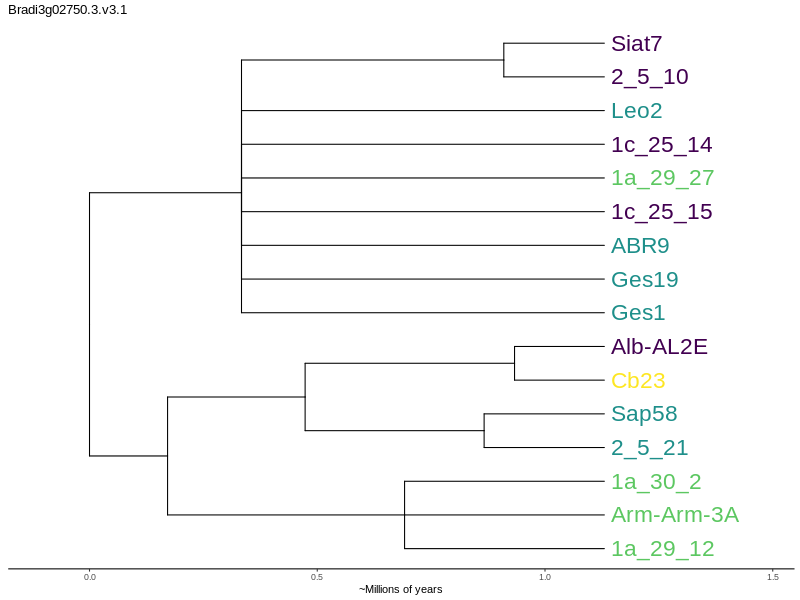 Bradi3g02750.3.v3.1
Siat7
2_5_10
Leo2
1c_25_14
1a_29_27
1c_25_15
ABR9
Ges19
Ges1
Alb-AL2E
Cb23
Sap58
2_5_21
1a_30_2
Arm-Arm-3A
1a_29_12
0.0 0.5 1.0 1.5
~Millions of years